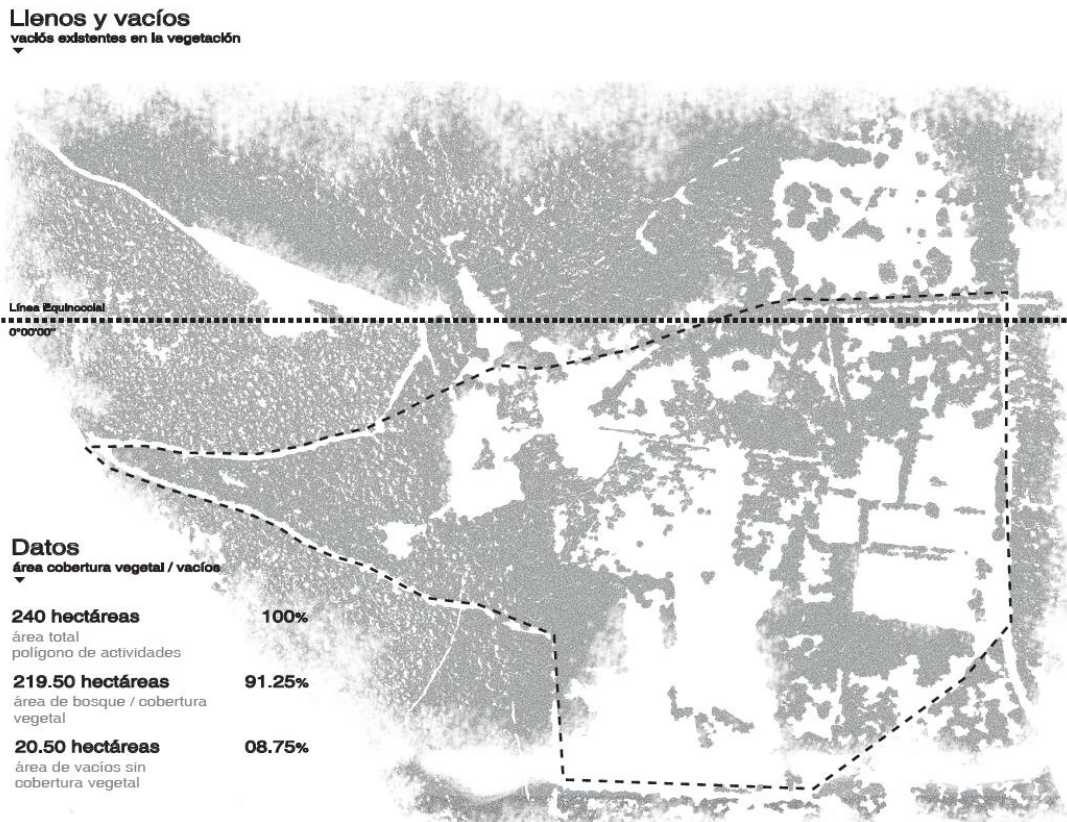 Llenos y vacíos
vaciós existentes en la vegetación
Línea Equinoccial
0°00'00"
Datos
área cobertura vegetal / vacíos
240 hectáreas 100%
área total
polígono de actividades
219.50 hectáreas 91.25%
área de bosque / cobertura
vegetal
20.50 hectáreas 08.75%
área de vacíos sin
cobertura vegetal